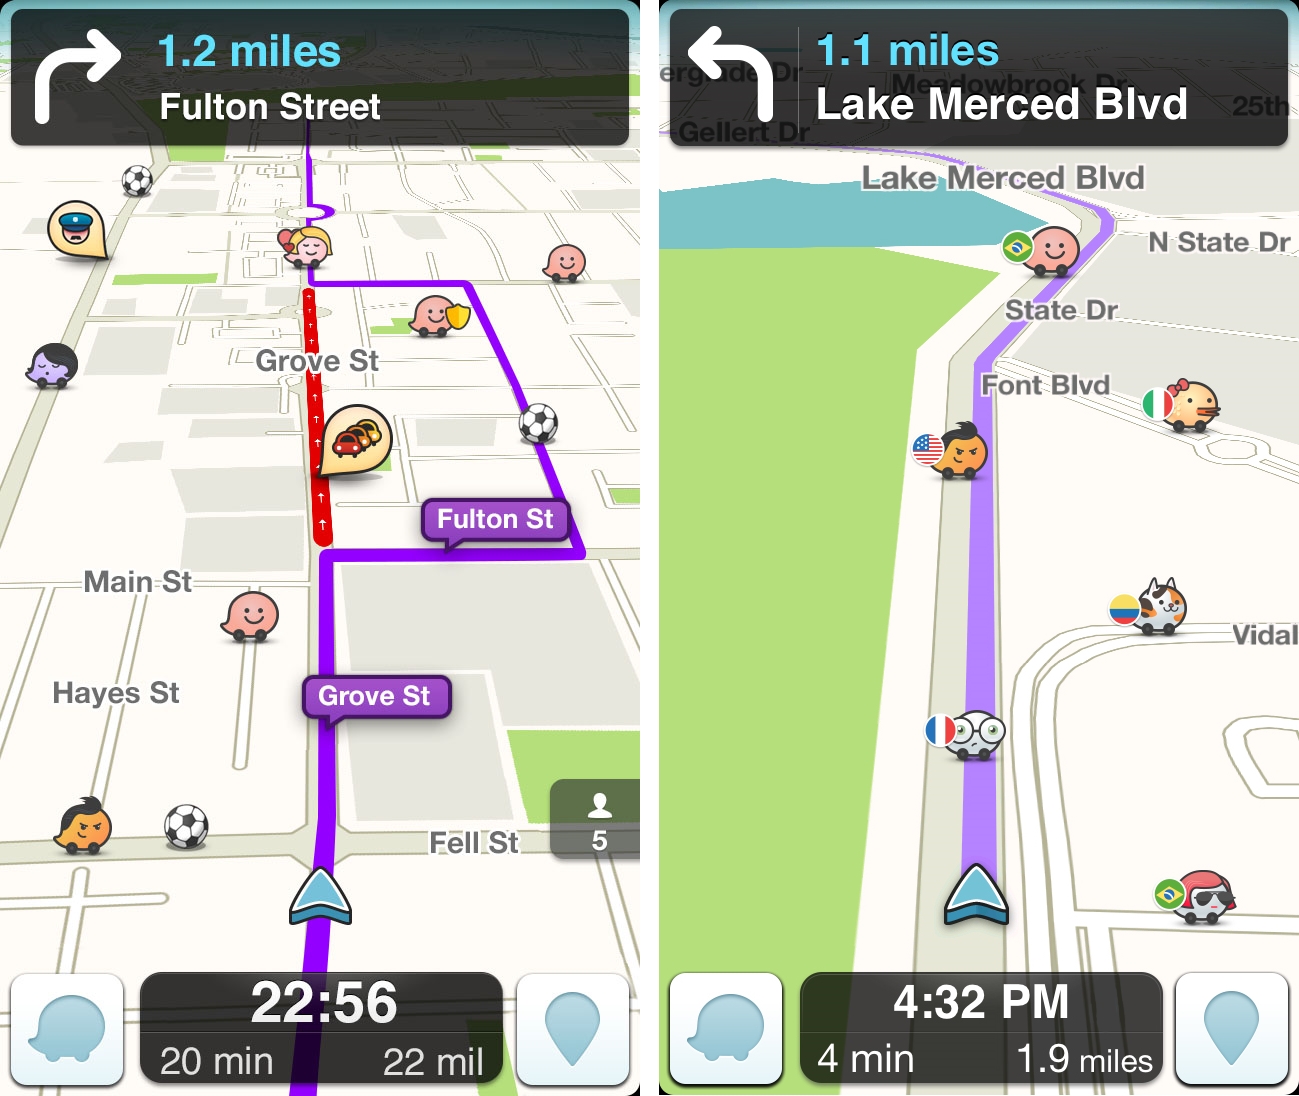 1.2 miles
Fulton Street
Grove St
Fulton St
Main St
Grove St
Hayes St
Fell St
5
22:56
20 min
22 mil
1.1 miles
Lake Merced Blvd
Meadowbrook Dr
25th
Gellert Dr
Lake Merced Blvd
N State Dr
State Dr
Font Blvd
Vidal
4:32 PM
4 min
1.9 miles